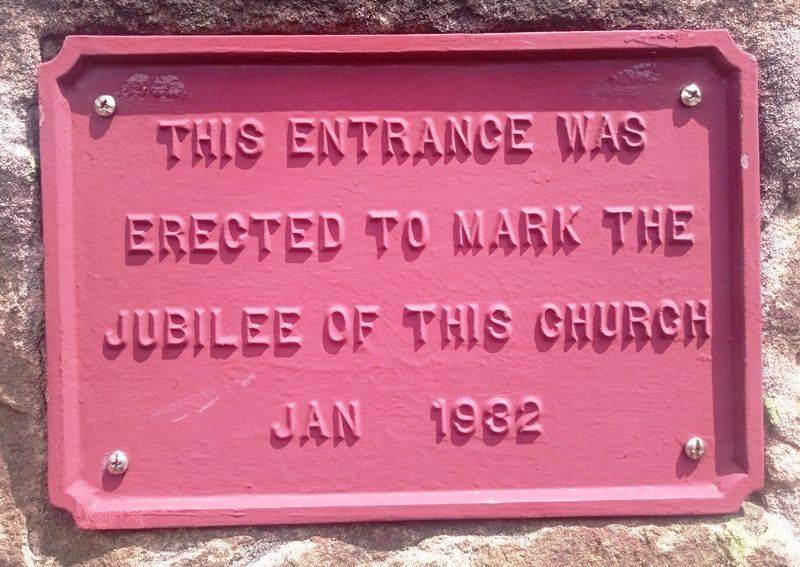 THIS ENTRANCE WAS
ERECTED TO MARK THE
JUBILEE OF THIS CHURCH
JAN 1932